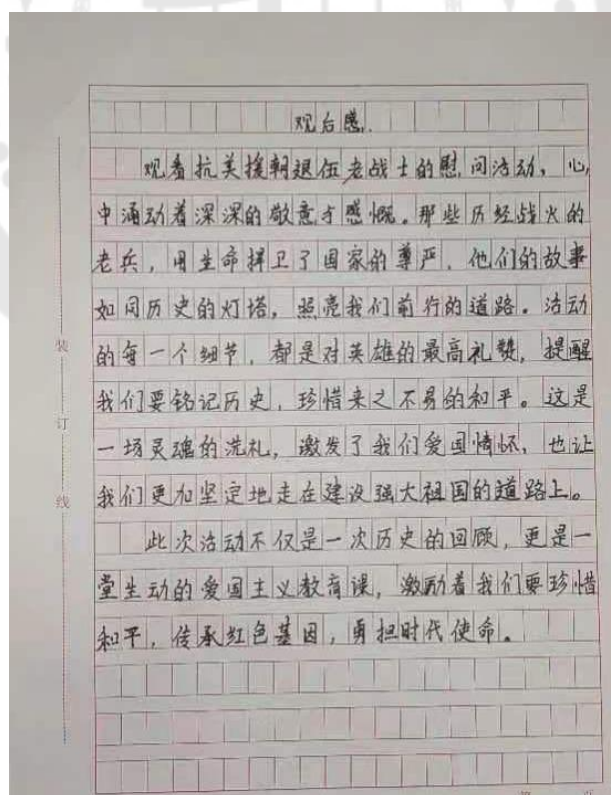 观后感.
观看抗美援朝退伍老战士的慰问活动，心
中涌动着深深的敬意与感慨。那些历经战火的
老兵，用生命捍卫了国家的尊严，他们的故事
如同历史的灯塔，照亮我们前行的道路。活动
的每一个细节，都是对英雄的最高礼赞，提醒
我们要铭记历史，珍惜来之不易的和平。这是
一场灵魂的洗礼，激发了我们爱国情怀，也让
我们更加坚定地走在建设强大祖国的道路上。
此次活动不仅是一次历史的回顾，更是一
堂生动的爱国主义教育课，激励着我们要珍惜
和平，传承红色基因，勇担时代使命。
装
订
线